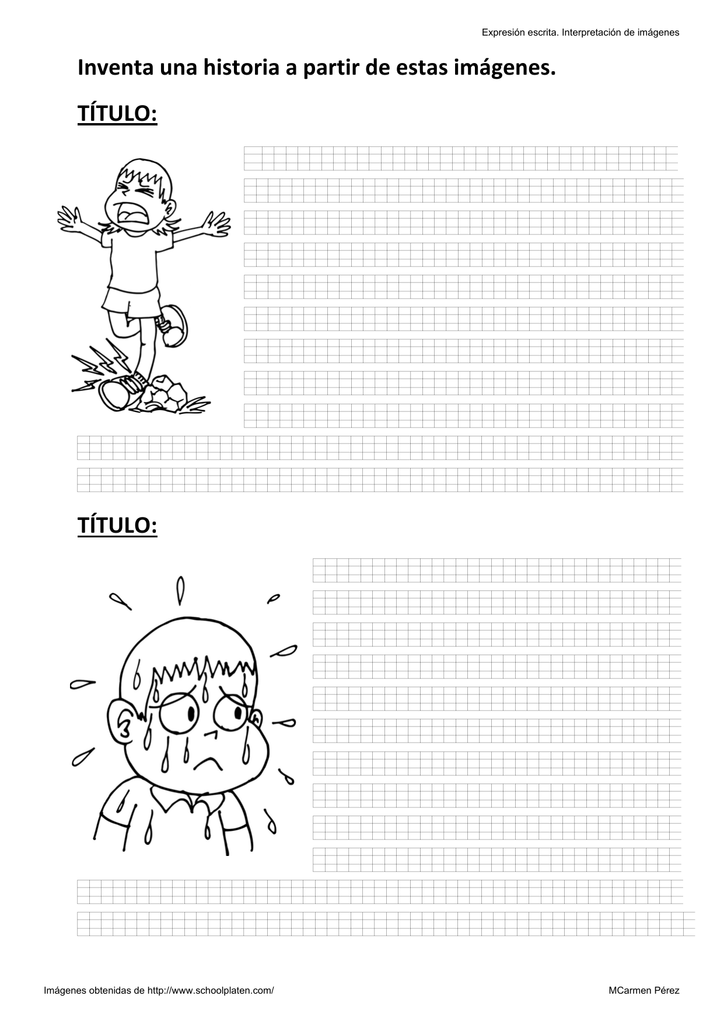 Expresión escrita. Interpretación de imágenes
Inventa una historia a partir de estas imágenes.
TÍTULO:
TÍTULO:
Imágenes obtenidas de http://www.schoolplaten.com/
MCarmen Pérez